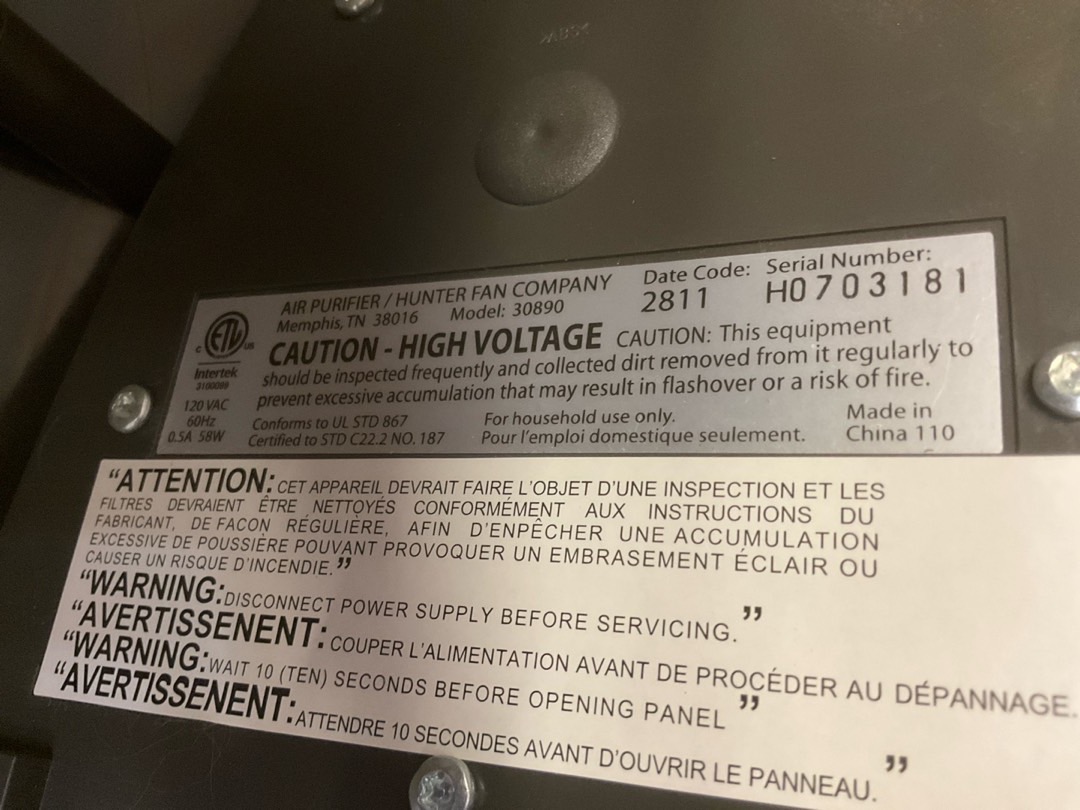 AIR PURIFIER / HUNTER FAN COMPANY
Memphis, TN 38016 Model: 30890
Date Code: Serial Number:
2811 H0703181
ETL
C US
Intertek
CAUTION - HIGH VOLTAGE CAUTION: This equipment
should be inspected frequently and collected dirt removed from it regularly to
prevent excessive accumulation that may result in flashover or a risk of fire.
120 VAC
60Hz
0.5A 58W
Conforms to UL STD 867
Certified to STD C22.2 NO. 187
For household use only.
Pour l'emploi domestique seulement.
Made in
China 110
"ATTENTION: CET APPAREIL DEVRAIT FAIRE L'OBJET D'UNE INSPECTION ET LES
FILTRES DEVRAIENT ÊTRE NETTOYÉS CONFORMÉMENT AUX INSTRUCTIONS DU
FABRICANT, DE FACON RÉGULIÈRE, AFIN D'ENPÊCHER UNE ACCUMULATION
EXCESSIVE DE POUSSIÈRE POUVANT PROVOQUER UN EMBRASEMENT ÉCLAIR OU
CAUSER UN RISQUE D'INCENDIE."
"WARNING: DISCONNECT POWER SUPPLY BEFORE SERVICING."
"AVERTISSENENT: COUPER L'ALIMENTATION AVANT DE PROÇÉDER AU DÉPANNAGE.
"WARNING: WAIT 10 (TEN) SECONDS BEFORE OPENING PANEL"
"AVERTISSENENT: ATTENDRE 10 SECONDES AVANT D'OUVRIR LE PANNEAU."